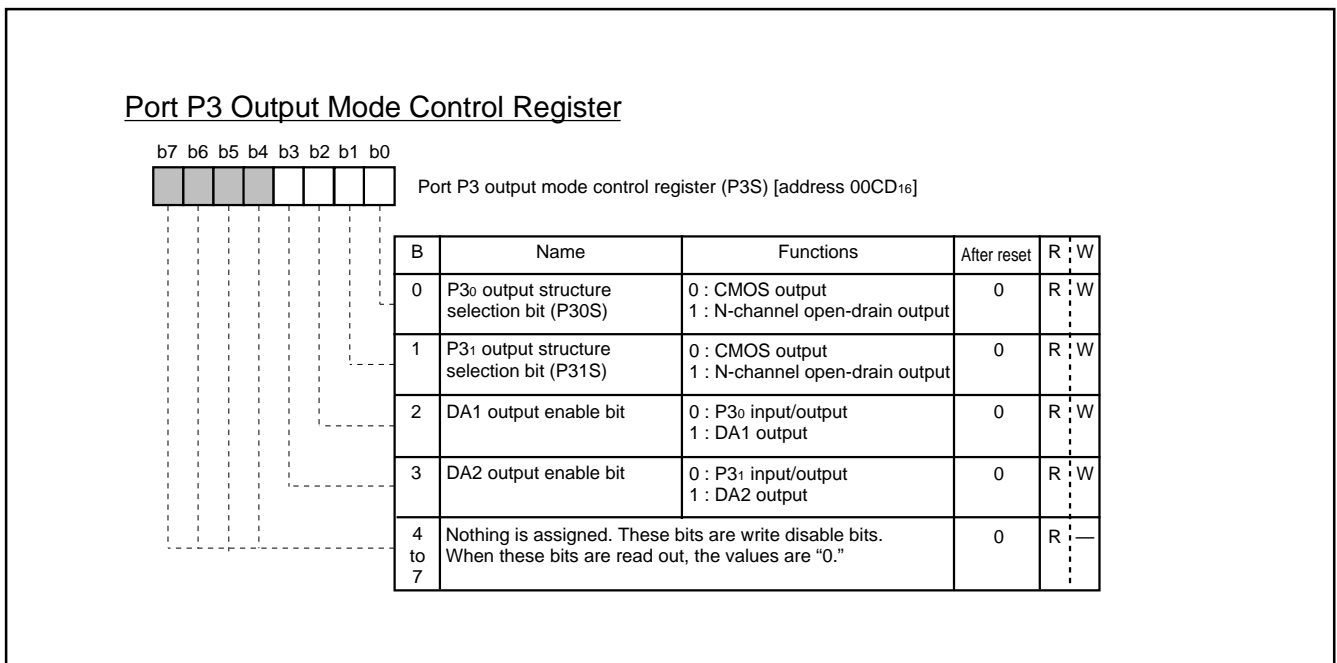 Port P3 Output Mode Control Register
b7 b6 b5 b4 b3 b2 b1 b0
Port P3 output mode control register (P3S) [address 00CD₁₆]
B Name Functions After reset R W
0 P3₀ output structure selection bit (P30S) 0 : CMOS output 0 R W
1 : N-channel open-drain output
1 P3₁ output structure selection bit (P31S) 0 : CMOS output 0 R W
1 : N-channel open-drain output
2 DA1 output enable bit 0 : P3₀ input/output 0 R W
1 : DA1 output
3 DA2 output enable bit 0 : P3₁ input/output 0 R W
1 : DA2 output
4 to 7 Nothing is assigned. These bits are write disable bits. 0 R —
When these bits are read out, the values are “0.”